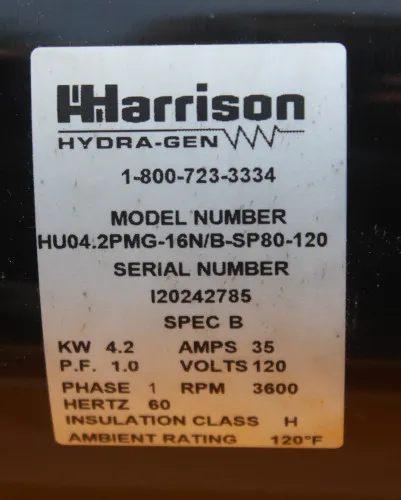 Harrison
HYDRA-GEN
1-800-723-3334
MODEL NUMBER
HU04.2PMG-16N/B-SP80-120
SERIAL NUMBER
I20242785
SPEC B
KW 4.2 AMPS 35
P.F. 1.0 VOLTS 120
PHASE 1 RPM 3600
HERTZ 60
INSULATION CLASS H
AMBIENT RATING 120°F